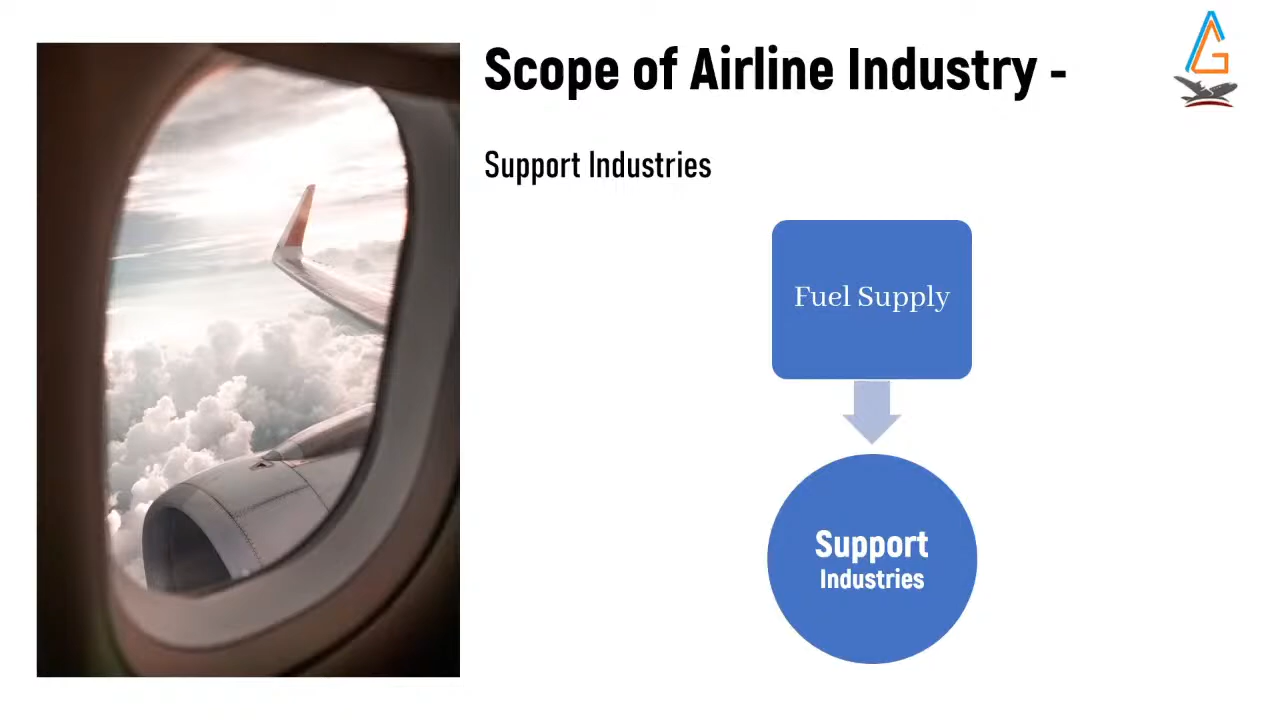 Scope of Airline Industry -
Support Industries
Fuel Supply
Support
Industries